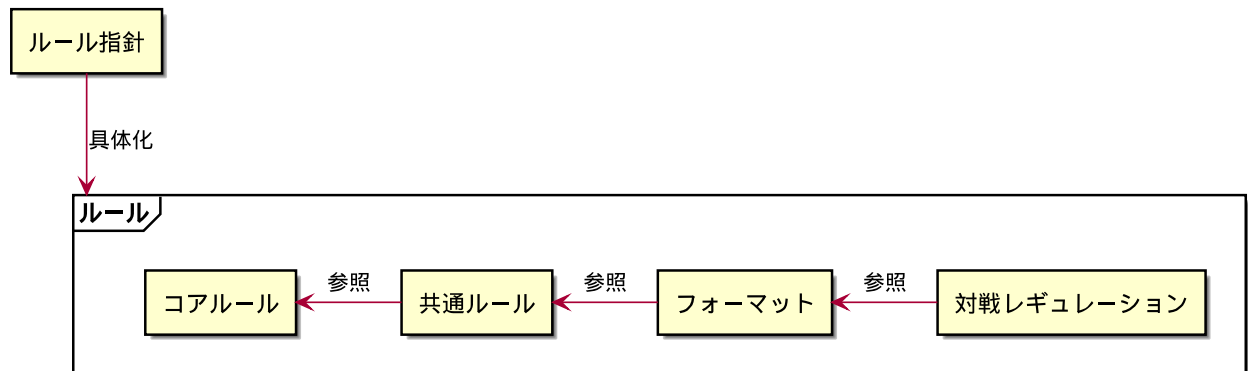 ルール指針
具体化
ルール
参照
参照
参照
コアルール
共通ルール
フォーマット
対戦レギュレーション